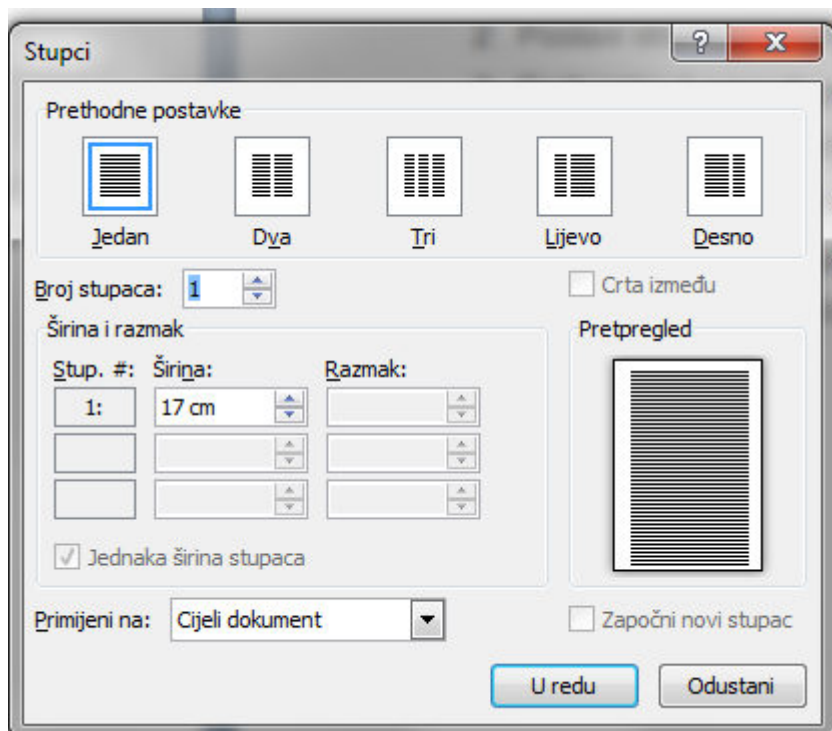 Stupci
Prethodne postavke
Jedan Dva Tri Lijevo Desno
Broj stupaca: 1
Crta između
Širina i razmak
Pretpregled
Stup. #: Širina: Razmak:
1: 17 cm
Jednaka širina stupaca
Primijeni na: Cijeli dokument
Započni novi stupac
U redu Odustani